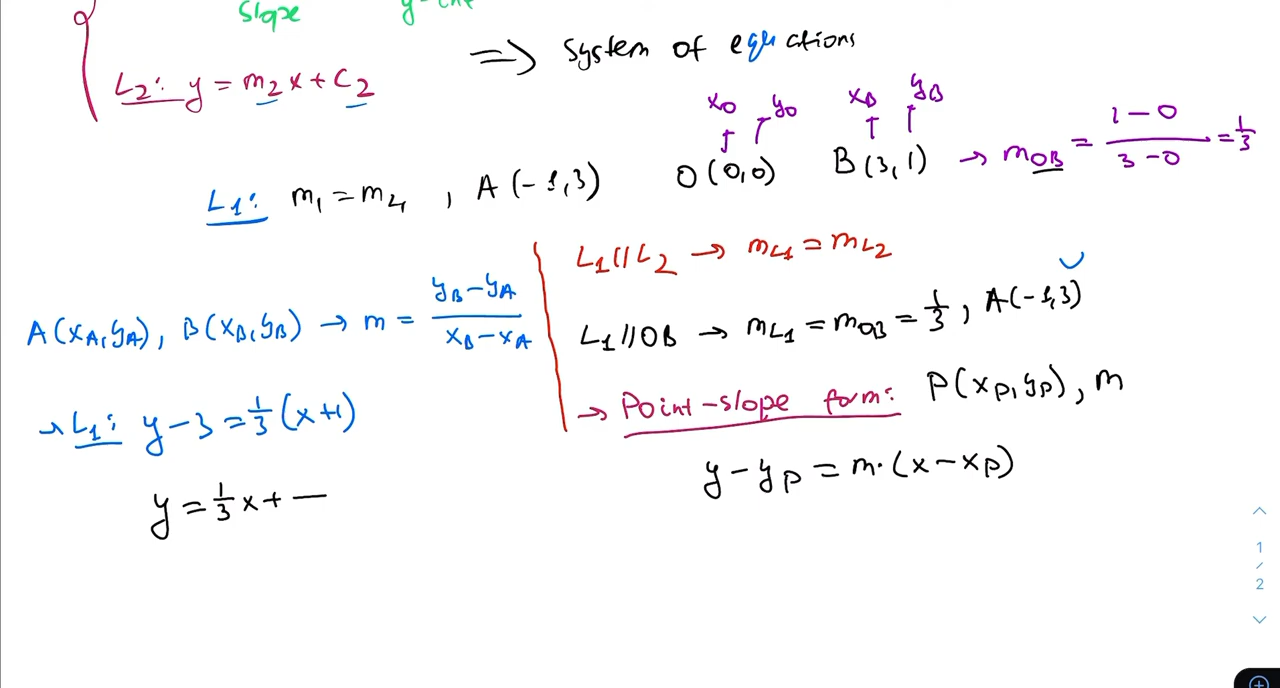 slope
L2: y = m2x + c2
=> System of equations
xO yO xB yB
L1: m1 = mL1 , A(-1,3) O(0,0) B(3,1) → mOB = 1-0/3-0 = 1/3
L1//L2 → mL1 = mL2
A(xA,yA), B(xB,yB) → m = yB-yA/xB-xA
L1//OB → mL1 = mOB = 1/3 , A(-1,3)
→ Point-slope form: P(xP,yP), m
→ L1: y-3 = 1/3(x+1)
y-yP = m·(x-xP)
y = 1/3 x + —
1
/
2